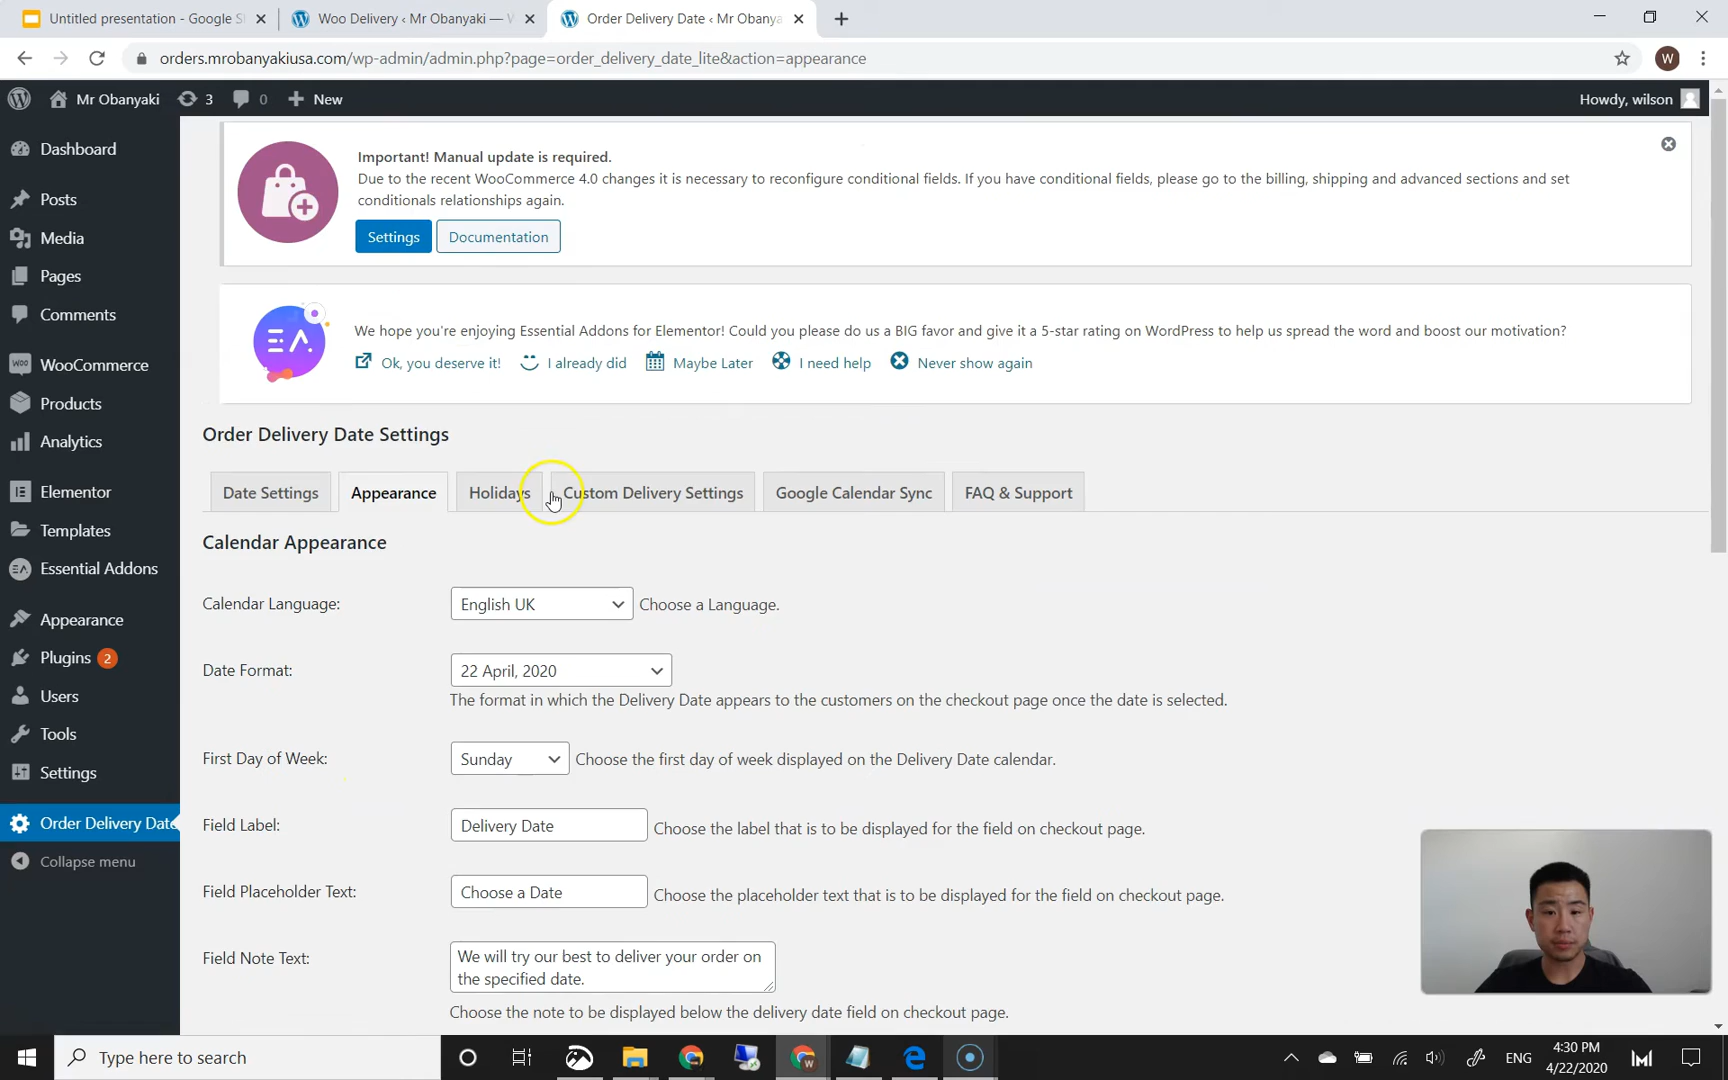 Untitled presentation - Google Sl
Woo Delivery ‹ Mr Obanyaki — W
Order Delivery Date ‹ Mr Obanya
orders.mrobanyakiusa.com/wp-admin/admin.php?page=order_delivery_date_lite&action=appearance
W
Mr Obanyaki
3
0
New
Howdy, wilson
Dashboard
Posts
Media
Pages
Comments
WooCommerce
Products
Analytics
Elementor
Templates
Essential Addons
Appearance
Plugins 2
Users
Tools
Settings
Order Delivery Date
Collapse menu
Important! Manual update is required.
Due to the recent WooCommerce 4.0 changes it is necessary to reconfigure conditional fields. If you have conditional fields, please go to the billing, shipping and advanced sections and set
conditionals relationships again.
Settings
Documentation
We hope you're enjoying Essential Addons for Elementor! Could you please do us a BIG favor and give it a 5-star rating on WordPress to help us spread the word and boost our motivation?
Ok, you deserve it!
I already did
Maybe Later
I need help
Never show again
Order Delivery Date Settings
Date Settings
Appearance
Holidays
Custom Delivery Settings
Google Calendar Sync
FAQ & Support
Calendar Appearance
Calendar Language:
English UK
Choose a Language.
Date Format:
22 April, 2020
The format in which the Delivery Date appears to the customers on the checkout page once the date is selected.
First Day of Week:
Sunday
Choose the first day of week displayed on the Delivery Date calendar.
Field Label:
Delivery Date
Choose the label that is to be displayed for the field on checkout page.
Field Placeholder Text:
Choose a Date
Choose the placeholder text that is to be displayed for the field on checkout page.
Field Note Text:
We will try our best to deliver your order on
the specified date.
Choose the note to be displayed below the delivery date field on checkout page.
Type here to search
ENG
4:30 PM
4/22/2020